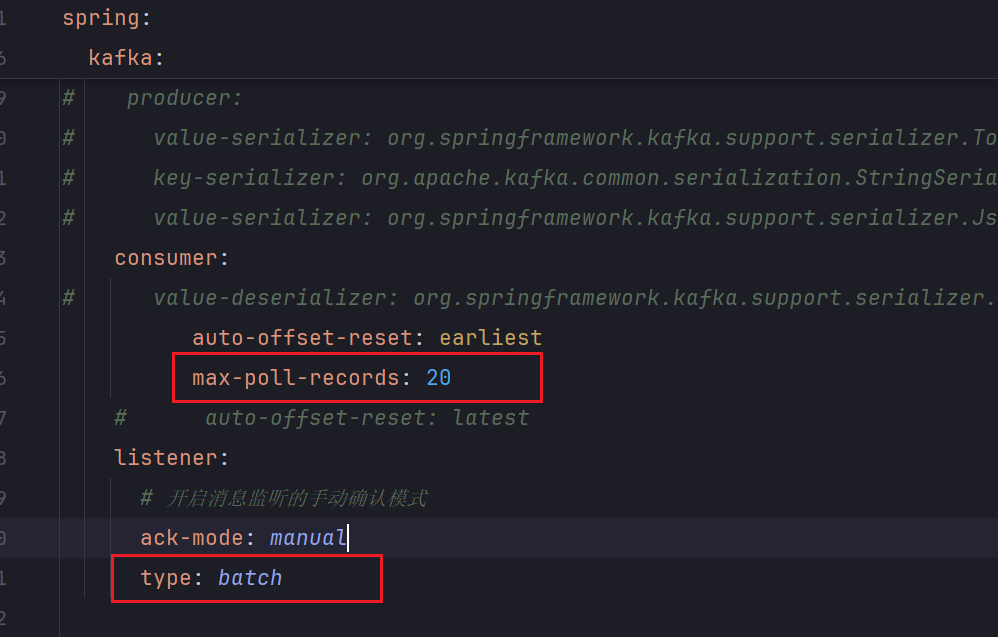 1 spring:
6 kafka:
9 # producer:
0 # value-serializer: org.springframework.kafka.support.serializer.To
1 # key-serializer: org.apache.kafka.common.serialization.StringSeria
2 # value-serializer: org.springframework.kafka.support.serializer.Js
3 consumer:
4 # value-deserializer: org.springframework.kafka.support.serializer.
5 auto-offset-reset: earliest
6 max-poll-records: 20
7 # auto-offset-reset: latest
8 listener:
9 # 开启消息监听的手动确认模式
0 ack-mode: manual
1 type: batch
2